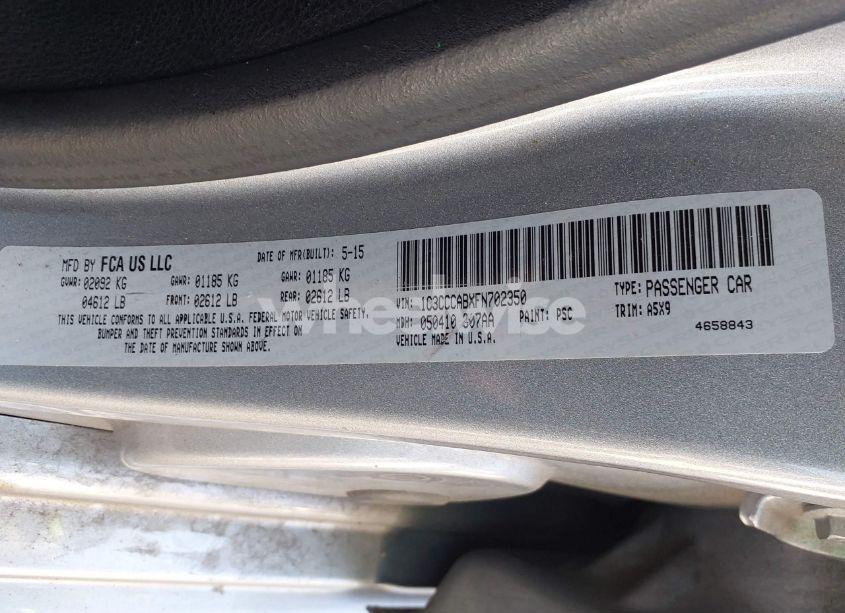 MFD BY FCA US LLC DATE OF MFR(BUILT): 5-15
GVWR: 02092 KG GAWR: 01185 KG GAWR: 01185 KG
04612 LB FRONT: 02612 LB REAR: 02612 LB
THIS VEHICLE CONFORMS TO ALL APPLICABLE U.S.A. FEDERAL MOTOR VEHICLE SAFETY,
BUMPER AND THEFT PREVENTION STANDARDS IN EFFECT ON
THE DATE OF MANUFACTURE SHOWN ABOVE.
VIN: 1C3CCCABXFN702350 TYPE: PASSENGER CAR
MDH: 050410 307AA PAINT: PSC TRIM: A5X9
VEHICLE MADE IN U.S.A. 4658843